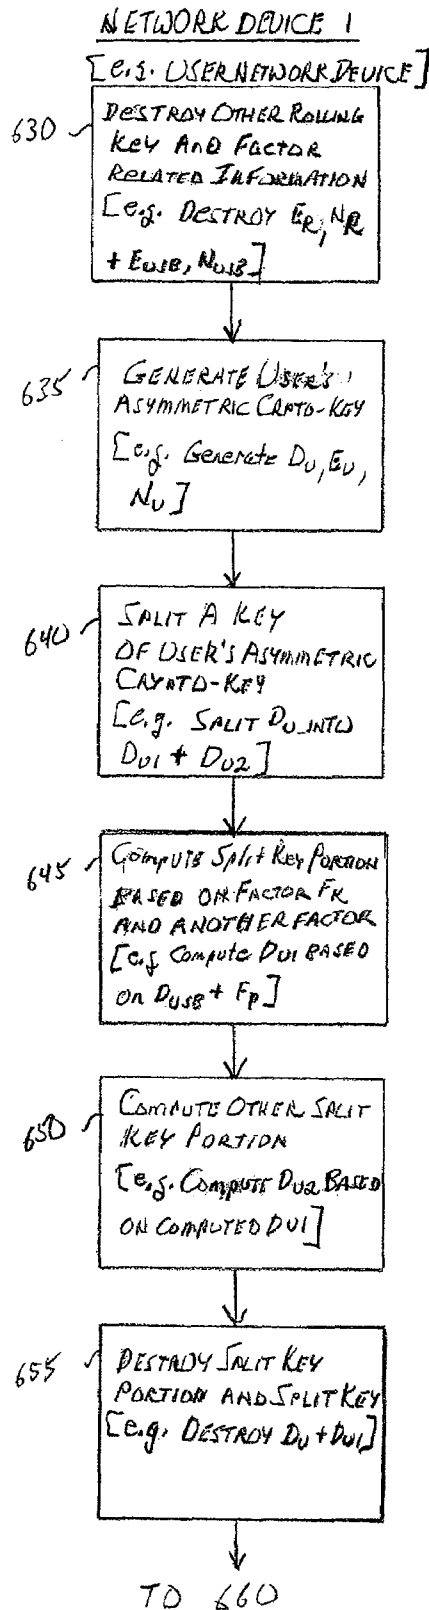 NETWORK DEVICE 1
[e.g. USER NETWORK DEVICE]
630
DESTROY OTHER ROLLING
KEY AND FACTOR
RELATED INFORMATION
[e.g. DESTROY ER, NR
+ EUSB, NUSB]
635
GENERATE USER'S
ASYMMETRIC CRYPTO-KEY
[e.g. Generate DU, EU,
NU]
640
SPLIT A KEY
OF USER'S ASYMMETRIC
CRYPTO-KEY
[e.g. SPLIT DU INTO
DU1 + DU2]
645
COMPUTE SPLIT KEY PORTION
BASED ON FACTOR FK
AND ANOTHER FACTOR
[e.g. COMPUTE DU1 BASED
ON DUSB + FP]
650
COMPUTE OTHER SPLIT
KEY PORTION
[e.g. COMPUTE DU2 BASED
ON COMPUTED DU1]
655
DESTROY SPLIT KEY
PORTION AND SPLIT KEY
[e.g. DESTROY DU + DU1]
TO 660